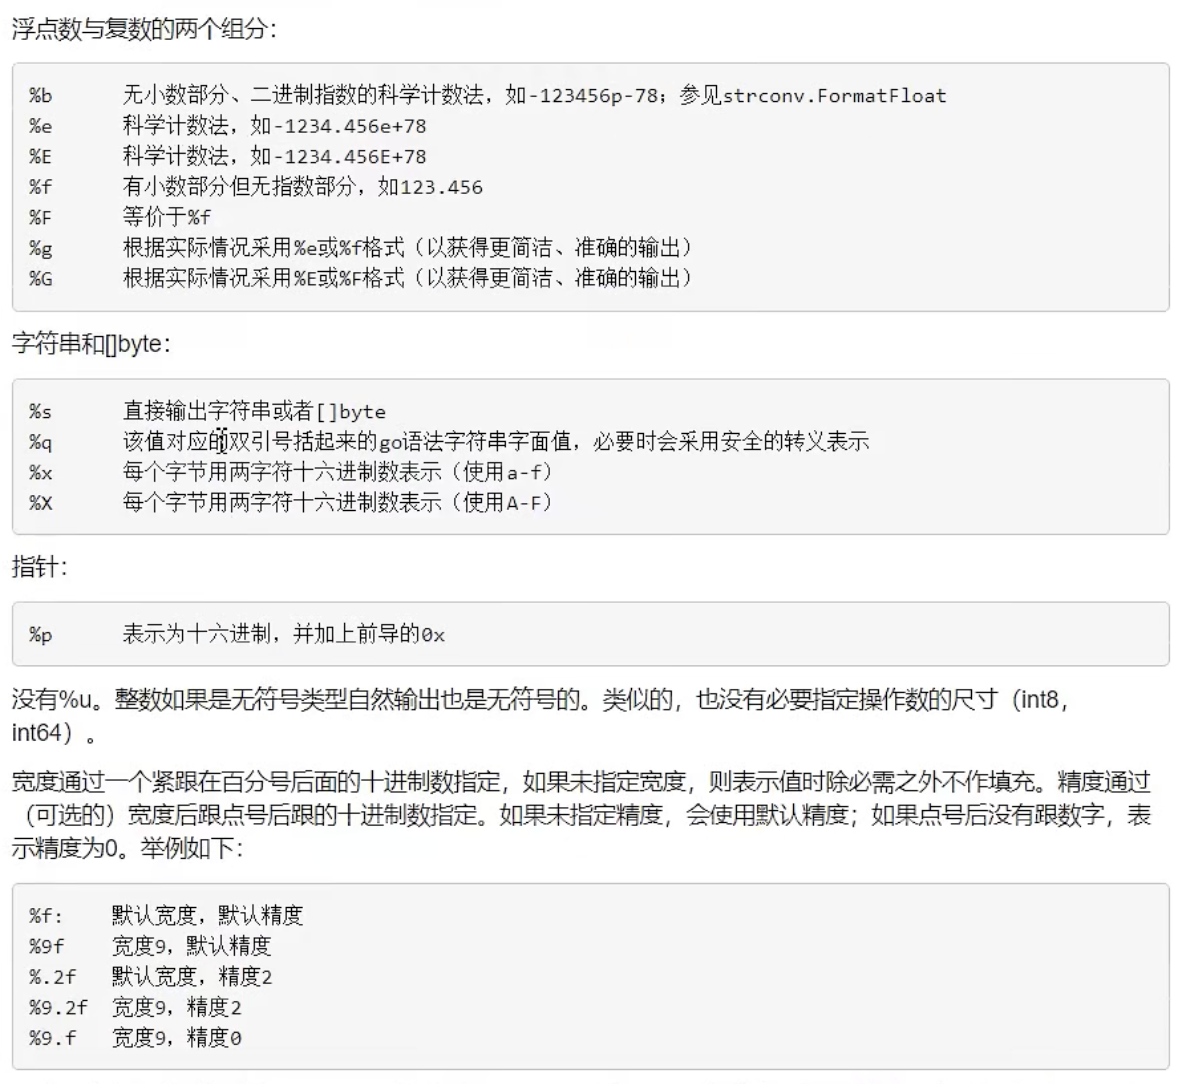 浮点数与复数的两个组分：
%b 无小数部分、二进制指数的科学计数法，如-123456p-78；参见strconv.FormatFloat
%e 科学计数法，如-1234.456e+78
%E 科学计数法，如-1234.456E+78
%f 有小数部分但无指数部分，如123.456
%F 等价于%f
%g 根据实际情况采用%e或%f格式（以获得更简洁、准确的输出）
%G 根据实际情况采用%E或%F格式（以获得更简洁、准确的输出）
字符串和[]byte：
%s 直接输出字符串或者[]byte
%q 该值对应的双引号括起来的go语法字符串字面值，必要时会采用安全的转义表示
%x 每个字节用两字符十六进制数表示（使用a-f）
%X 每个字节用两字符十六进制数表示（使用A-F）
指针：
%p 表示为十六进制，并加上前导的0x
没有%u。整数如果是无符号类型自然输出也是无符号的。类似的，也没有必要指定操作数的尺寸（int8，
int64）。
宽度通过一个紧跟在百分号后面的十进制数指定，如果未指定宽度，则表示值时除必需之外不作填充。精度通过
（可选的）宽度后跟点号后跟的十进制数指定。如果未指定精度，会使用默认精度；如果点号后没有跟数字，表
示精度为0。举例如下：
%f: 默认宽度，默认精度
%9f 宽度9，默认精度
%.2f 默认宽度，精度2
%9.2f 宽度9，精度2
%9.f 宽度9，精度0